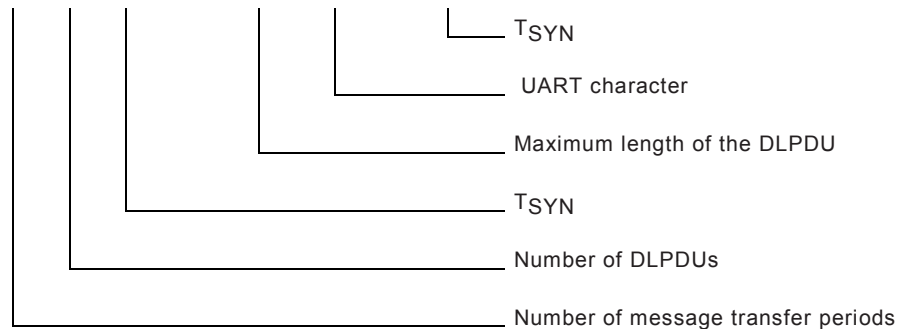 TSYN
UART character
Maximum length of the DLPDU
TSYN
Number of DLPDUs
Number of message transfer periods